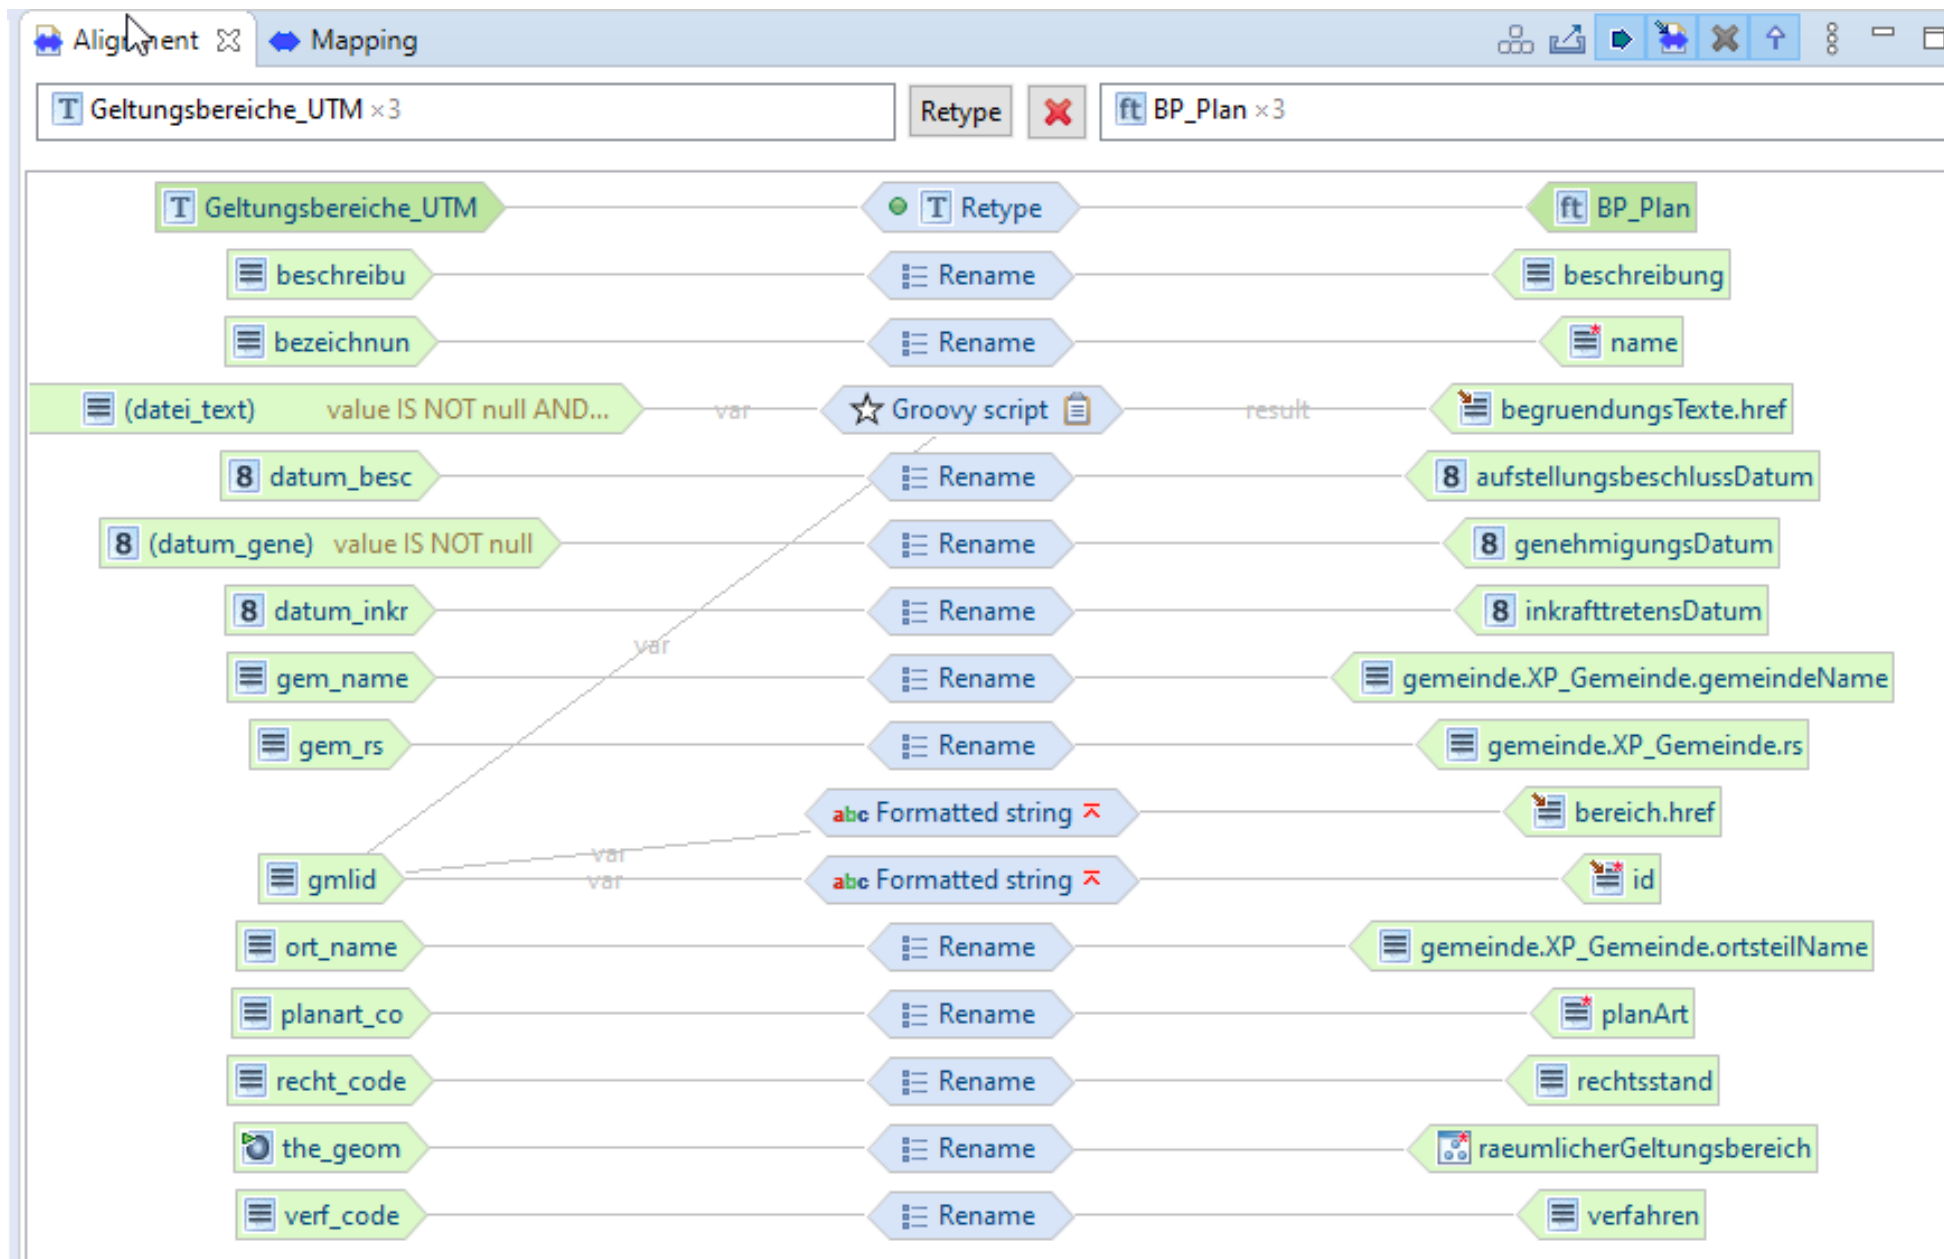 Alignment Mapping
Geltungsbereiche_UTM ×3 Retype BP_Plan ×3
Geltungsbereiche_UTM T Retype ft BP_Plan
beschreibu Rename beschreibung
bezeichnun Rename name
(datei_text) value IS NOT null AND... var Groovy script result begruendungsTexte.href
datum_besc Rename aufstellungsbeschlussDatum
(datum_gene) value IS NOT null Rename genehmigungsDatum
datum_inkr Rename inkrafttretensDatum
var
gem_name Rename gemeinde.XP_Gemeinde.gemeindeName
gem_rs Rename gemeinde.XP_Gemeinde.rs
abc Formatted string bereich.href
var
gmlid var abc Formatted string id
ort_name Rename gemeinde.XP_Gemeinde.ortsteilName
planart_co Rename planArt
recht_code Rename rechtsstand
the_geom Rename raeumlicherGeltungsbereich
verf_code Rename verfahren